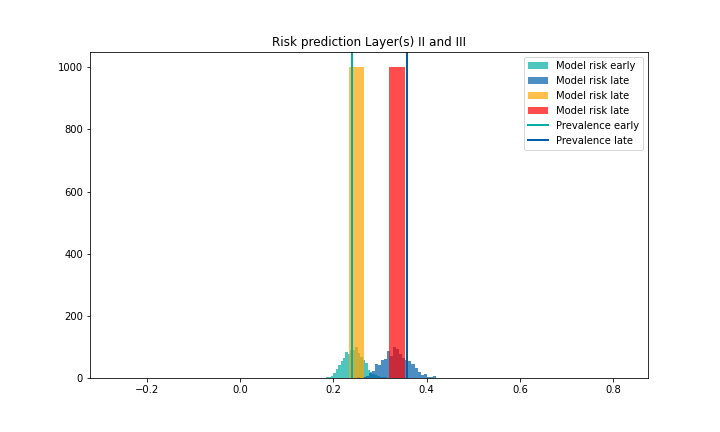 Risk prediction Layer(s) II and III
1000
800
600
400
200
0
−0.2
0.0
0.2
0.4
0.6
0.8
Model risk early
Model risk late
Model risk late
Model risk late
Prevalence early
Prevalence late